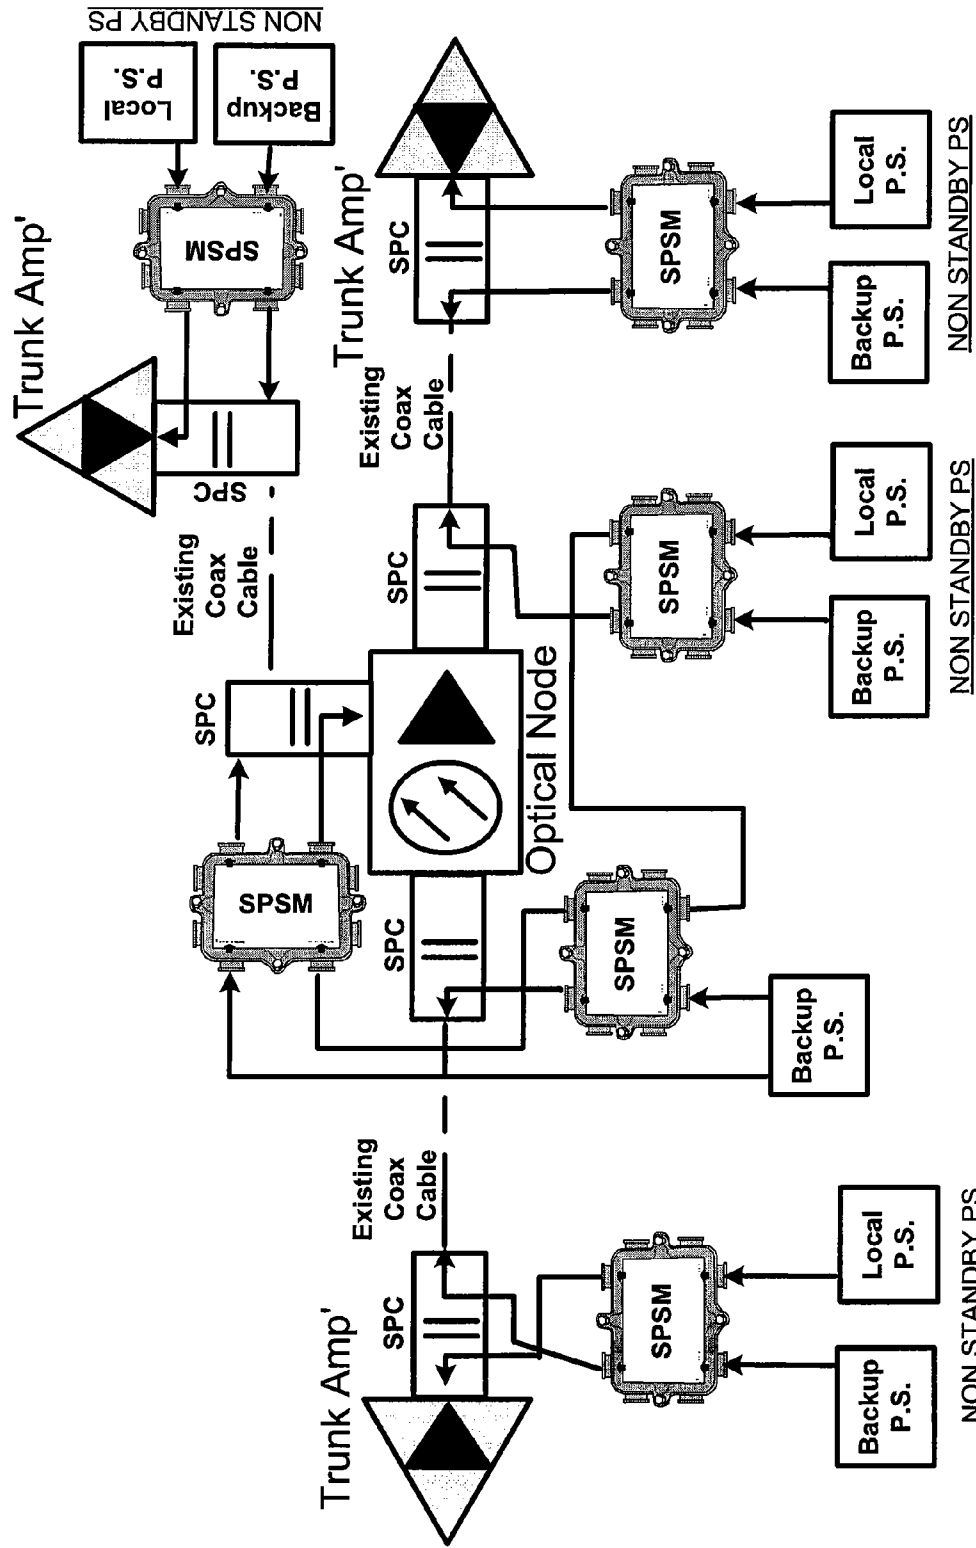 Trunk Amp'
NON STANDBY PS
Local
P.S.
Backup
P.S.
SPSM
SPC
Existing
Coax
Cable
SPC
SPSM
Trunk Amp'
SPC
Existing
Coax
Cable
SPC
Optical Node
SPC
Existing
Coax
Cable
SPC
Trunk Amp'
SPSM
SPSM
SPSM
SPSM
Backup
P.S.
Local
P.S.
Backup
P.S.
Backup
P.S.
Local
P.S.
Backup
P.S.
Local
P.S.
NON STANDBY PS
NON STANDBY PS
NON STANDBY PS